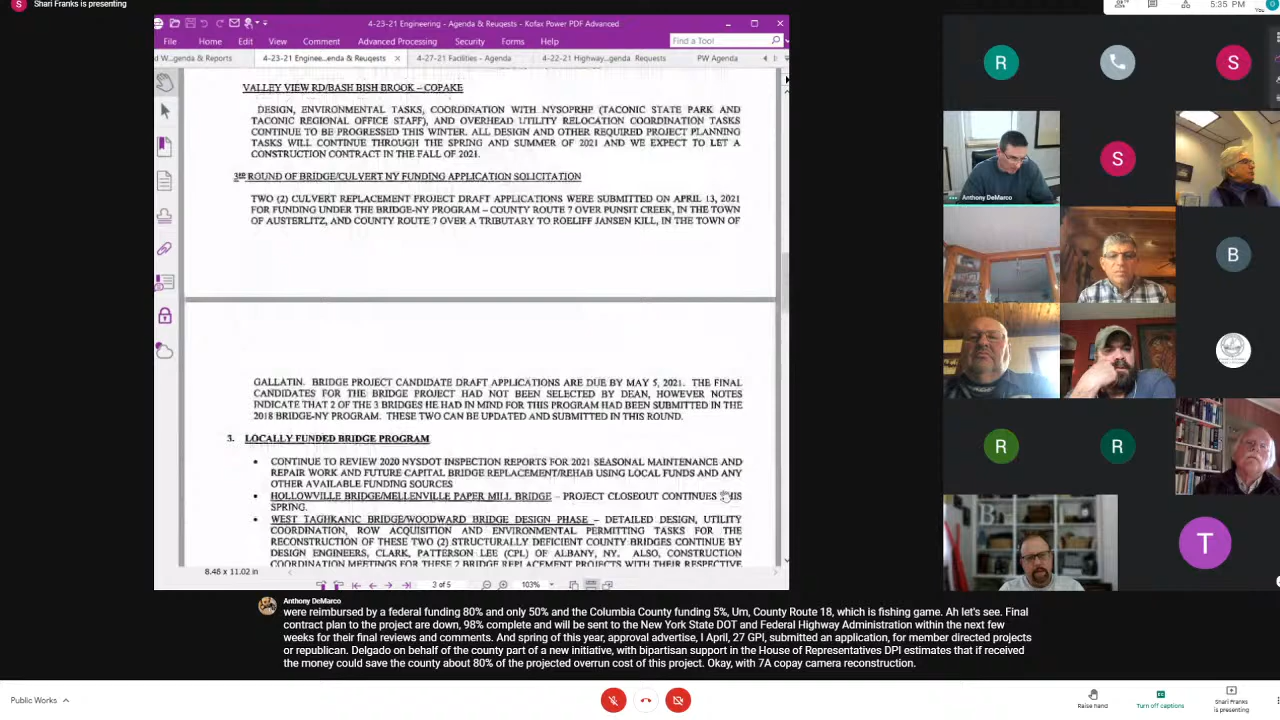 Shari Franks is presenting
5:35 PM
You
4-23-21 Engineering - Agenda & Reuqests - Kofax Power PDF Advanced
File Home Edit View Comment Advanced Processing Security Forms Help
Find a Tool
d W...genda & Reports 4-23-21 Enginee...enda & Reuqests 4-27-21 Facilities - Agenda 4-22-21 Highway...genda Requests PW Agenda
VALLEY VIEW RD/BASH BISH BROOK – COPAKE
DESIGN, ENVIRONMENTAL TASKS, COORDINATION WITH NYSOPRHP (TACONIC STATE PARK AND
TACONIC REGIONAL OFFICE STAFF), AND OVERHEAD UTILITY RELOCATION COORDINATION TASKS
CONTINUE TO BE PROGRESSED THIS WINTER. ALL DESIGN AND OTHER REQUIRED PROJECT PLANNING
TASKS WILL CONTINUE THROUGH THE SPRING AND SUMMER OF 2021 AND WE EXPECT TO LET A
CONSTRUCTION CONTRACT IN THE FALL OF 2021.
3RD ROUND OF BRIDGE/CULVERT NY FUNDING APPLICATION SOLICITATION
TWO (2) CULVERT REPLACEMENT PROJECT DRAFT APPLICATIONS WERE SUBMITTED ON APRIL 13, 2021
FOR FUNDING UNDER THE BRIDGE-NY PROGRAM – COUNTY ROUTE 7 OVER PUNSIT CREEK, IN THE TOWN
OF AUSTERLITZ, AND COUNTY ROUTE 7 OVER A TRIBUTARY TO ROELIFF JANSEN KILL, IN THE TOWN OF
GALLATIN. BRIDGE PROJECT CANDIDATE DRAFT APPLICATIONS ARE DUE BY MAY 5, 2021. THE FINAL
CANDIDATES FOR THE BRIDGE PROJECT HAD NOT BEEN SELECTED BY DEAN, HOWEVER NOTES
INDICATE THAT 2 OF THE 3 BRIDGES HE HAD IN MIND FOR THIS PROGRAM HAD BEEN SUBMITTED IN THE
2018 BRIDGE-NY PROGRAM. THESE TWO CAN BE UPDATED AND SUBMITTED IN THIS ROUND.
3. LOCALLY FUNDED BRIDGE PROGRAM
• CONTINUE TO REVIEW 2020 NYSDOT INSPECTION REPORTS FOR 2021 SEASONAL MAINTENANCE AND
REPAIR WORK AND FUTURE CAPITAL BRIDGE REPLACEMENT/REHAB USING LOCAL FUNDS AND ANY
OTHER AVAILABLE FUNDING SOURCES
• HOLLOWVILLE BRIDGE/MELLENVILLE PAPER MILL BRIDGE – PROJECT CLOSEOUT CONTINUES THIS
SPRING.
• WEST TAGHKANIC BRIDGE/WOODWARD BRIDGE DESIGN PHASE – DETAILED DESIGN, UTILITY
COORDINATION, ROW ACQUISITION AND ENVIRONMENTAL PERMITTING TASKS FOR THE
RECONSTRUCTION OF THESE TWO (2) STRUCTURALLY DEFICIENT COUNTY BRIDGES CONTINUE BY
DESIGN ENGINEERS, CLARK, PATTERSON LEE (CPL) OF ALBANY, NY. ALSO, CONSTRUCTION
COORDINATION MEETINGS FOR THESE 2 BRIDGE REPLACEMENT PROJECTS WITH THEIR RESPECTIVE
8.48 x 11.02 in
2 of 5
103%
R S
Anthony DeMarco
S
B
R R
T
Anthony DeMarco
were reimbursed by a federal funding 80% and only 50% and the Columbia County funding 5%, Um, County Route 18, which is fishing game. Ah let's see. Final
contract plan to the project are down, 98% complete and will be sent to the New York State DOT and Federal Highway Administration within the next few
weeks for their final reviews and comments. And spring of this year, approval advertise, I April, 27 GPI, submitted an application, for member directed projects
or republican. Delgado on behalf of the county part of a new initiative, with bipartisan support in the House of Representatives DPI estimates that if received
the money could save the county about 80% of the projected overrun cost of this project. Okay, with 7A copay camera reconstruction.
Public Works
Raise hand
Turn off captions
Shari Franks
is presenting